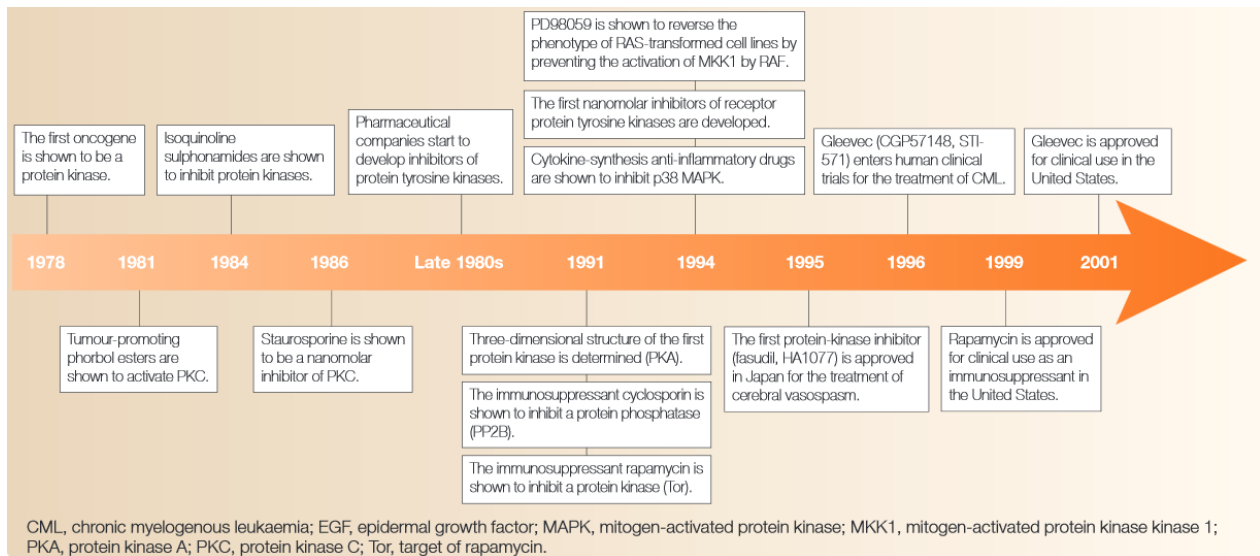 PD98059 is shown to reverse the
phenotype of RAS-transformed cell lines by
preventing the activation of MKK1 by RAF.
The first nanomolar inhibitors of receptor
protein tyrosine kinases are developed.
Cytokine-synthesis anti-inflammatory drugs
are shown to inhibit p38 MAPK.
The first oncogene
is shown to be a
protein kinase.
Isoquinoline
sulphonamides are shown
to inhibit protein kinases.
Pharmaceutical
companies start to
develop inhibitors of
protein tyrosine kinases.
Gleevec (CGP57148, STI-
571) enters human clinical
trials for the treatment of CML.
Gleevec is approved
for clinical use in the
United States.
1978 1981 1984 1986 Late 1980s 1991 1994 1995 1996 1999 2001
Tumour-promoting
phorbol esters are
shown to activate PKC.
Staurosporine is shown
to be a nanomolar
inhibitor of PKC.
Three-dimensional structure of the first
protein kinase is determined (PKA).
The immunosuppressant cyclosporin is
shown to inhibit a protein phosphatase
(PP2B).
The immunosuppressant rapamycin is
shown to inhibit a protein kinase (Tor).
The first protein-kinase inhibitor
(fasudil, HA1077) is approved
in Japan for the treatment of
cerebral vasospasm.
Rapamycin is approved
for clinical use as an
immunosuppressant in
the United States.
CML, chronic myelogenous leukaemia; EGF, epidermal growth factor; MAPK, mitogen-activated protein kinase; MKK1, mitogen-activated protein kinase kinase 1;
PKA, protein kinase A; PKC, protein kinase C; Tor, target of rapamycin.